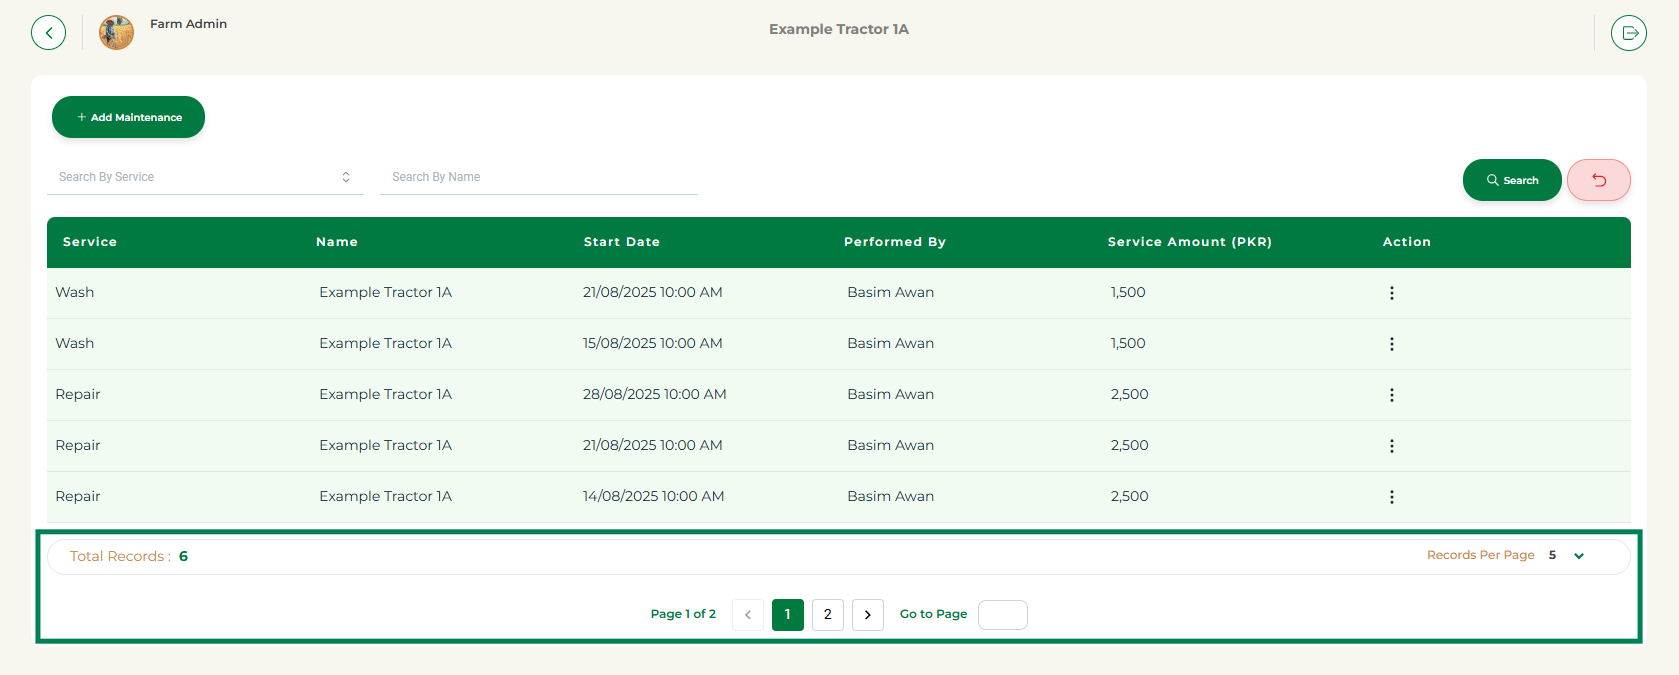 Farm Admin
Example Tractor 1A
+ Add Maintenance
Search By Service
Search By Name
Search
Service Name Start Date Performed By Service Amount (PKR) Action
Wash Example Tractor 1A 21/08/2025 10:00 AM Basim Awan 1,500
Wash Example Tractor 1A 15/08/2025 10:00 AM Basim Awan 1,500
Repair Example Tractor 1A 28/08/2025 10:00 AM Basim Awan 2,500
Repair Example Tractor 1A 21/08/2025 10:00 AM Basim Awan 2,500
Repair Example Tractor 1A 14/08/2025 10:00 AM Basim Awan 2,500
Total Records : 6 Records Per Page 5
Page 1 of 2 1 2 Go to Page